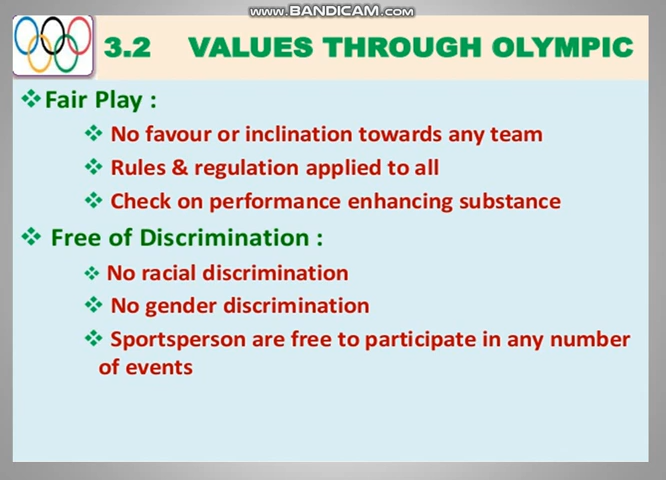 www.BANDICAM.com
3.2 VALUES THROUGH OLYMPIC
Fair Play :
No favour or inclination towards any team
Rules & regulation applied to all
Check on performance enhancing substance
Free of Discrimination :
No racial discrimination
No gender discrimination
Sportsperson are free to participate in any number
of events